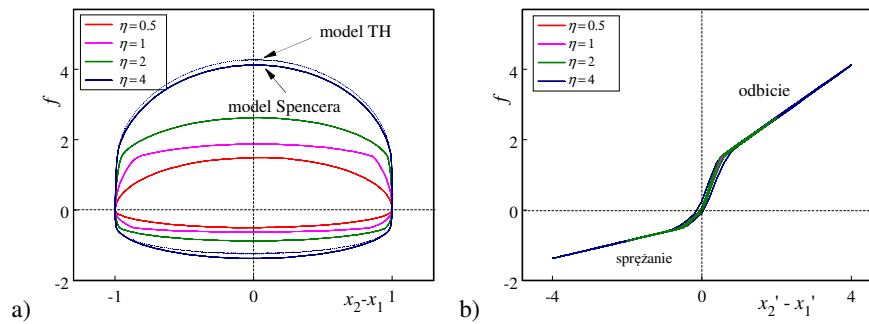 η = 0.5
η = 1
η = 2
η = 4
model TH
model Spencera
f
4
2
0
-2
-1
0
x₂-x₁
1
a)
η = 0.5
η = 1
η = 2
η = 4
odbicie
sprężanie
f
4
2
0
-2
-4
0
4
x₂' - x₁'
b)